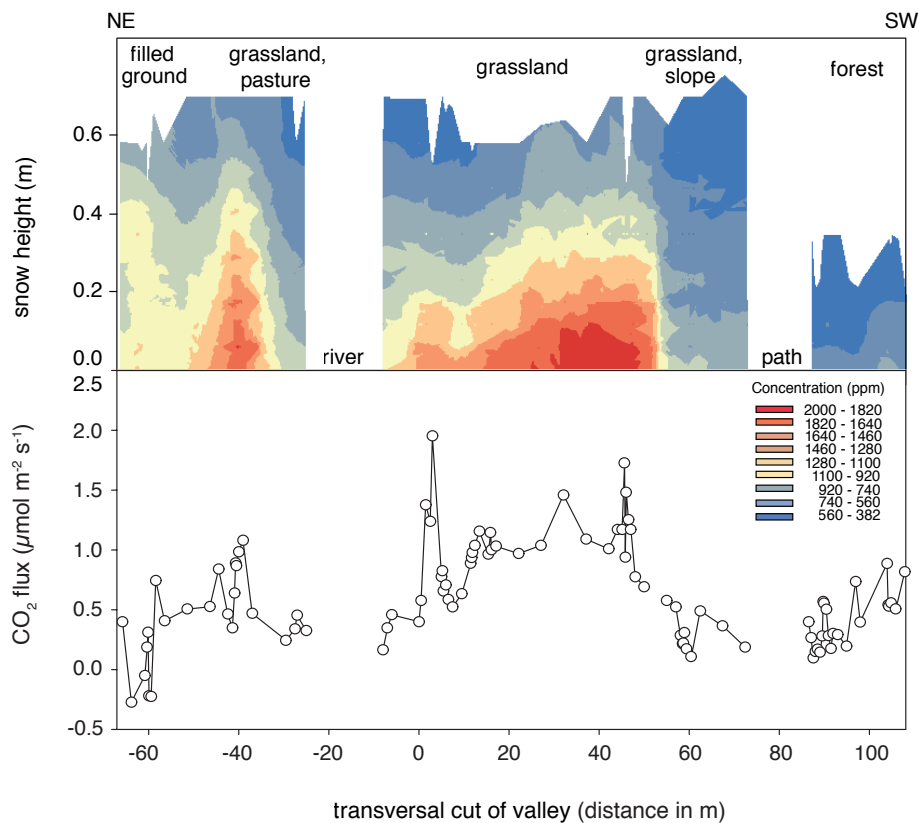 NE
SW
filled
ground
grassland,
pasture
grassland
grassland,
slope
forest
snow height (m)
0.6
0.4
0.2
0.0
river
path
2.5
2.0
1.5
1.0
0.5
0.0
-0.5
CO₂ flux (µmol m⁻² s⁻¹)
Concentration (ppm)
2000 - 1820
1820 - 1640
1640 - 1460
1460 - 1280
1280 - 1100
1100 - 920
920 - 740
740 - 560
560 - 382
-60 -40 -20 0 20 40 60 80 100
transversal cut of valley (distance in m)